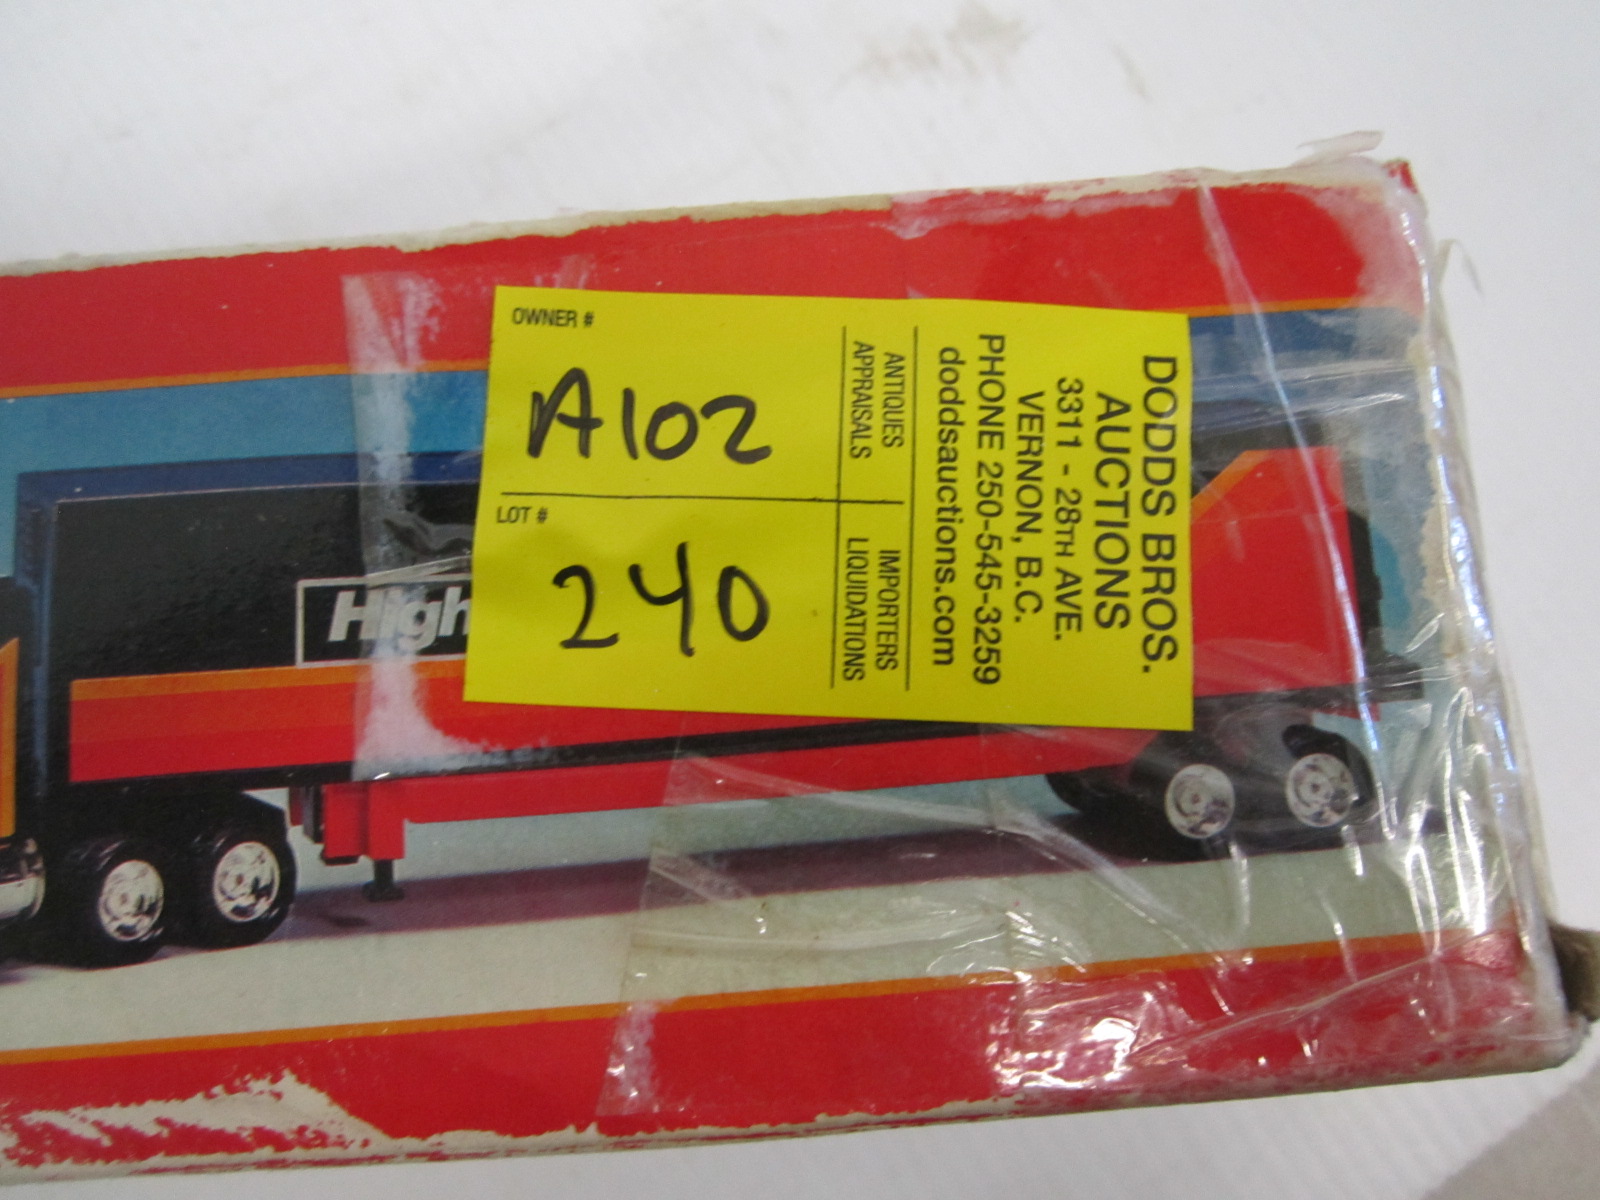 OWNER #
A102
LOT #
240
DODDS BROS.
AUCTIONS
3311 - 28TH AVE.
VERNON, B.C.
PHONE 250-545-3259
doddsauctions.com
ANTIQUES
APPRAISALS
IMPORTERS
LIQUIDATIONS
High